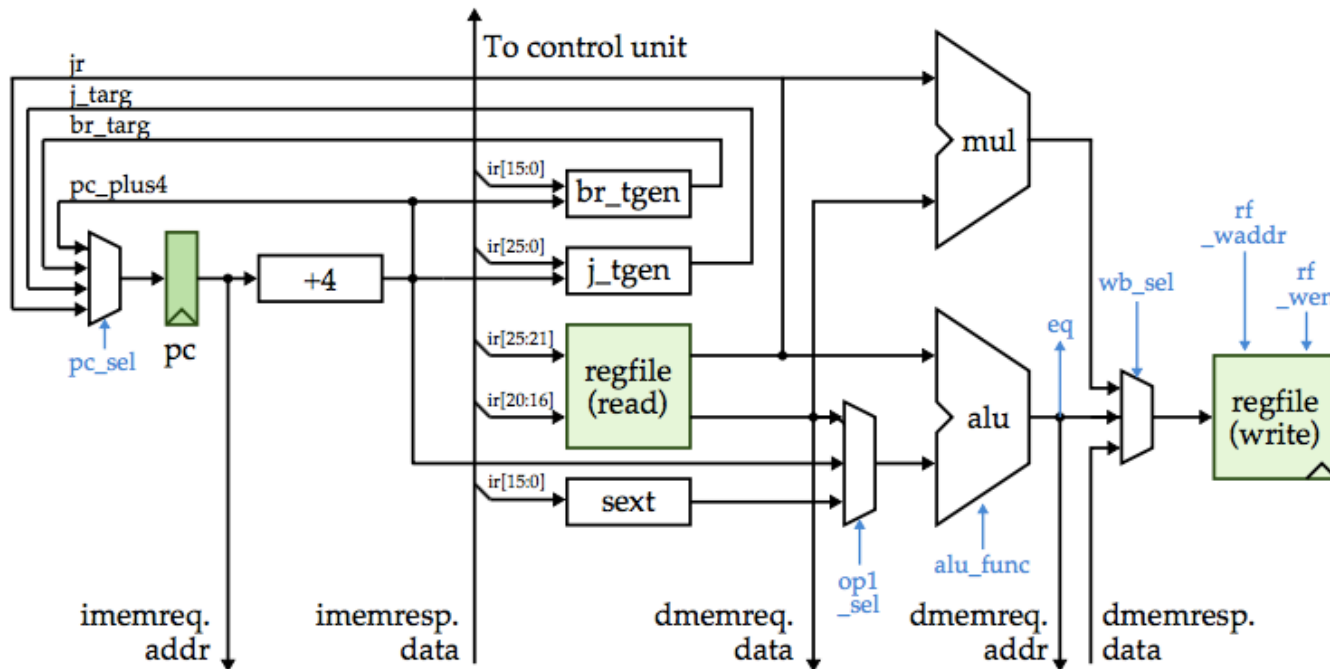 To control unit
jr
j_targ
br_targ
pc_plus4
ir[15:0]
br_tgen
ir[25:0]
j_tgen
+4
pc_sel
pc
ir[25:21]
ir[20:16]
regfile
(read)
ir[15:0]
sext
op1
_sel
mul
alu
alu_func
eq
wb_sel
rf
_waddr
rf
_wen
regfile
(write)
imemreq.
addr
imemresp.
data
dmemreq.
data
dmemreq.
addr
dmemresp.
data